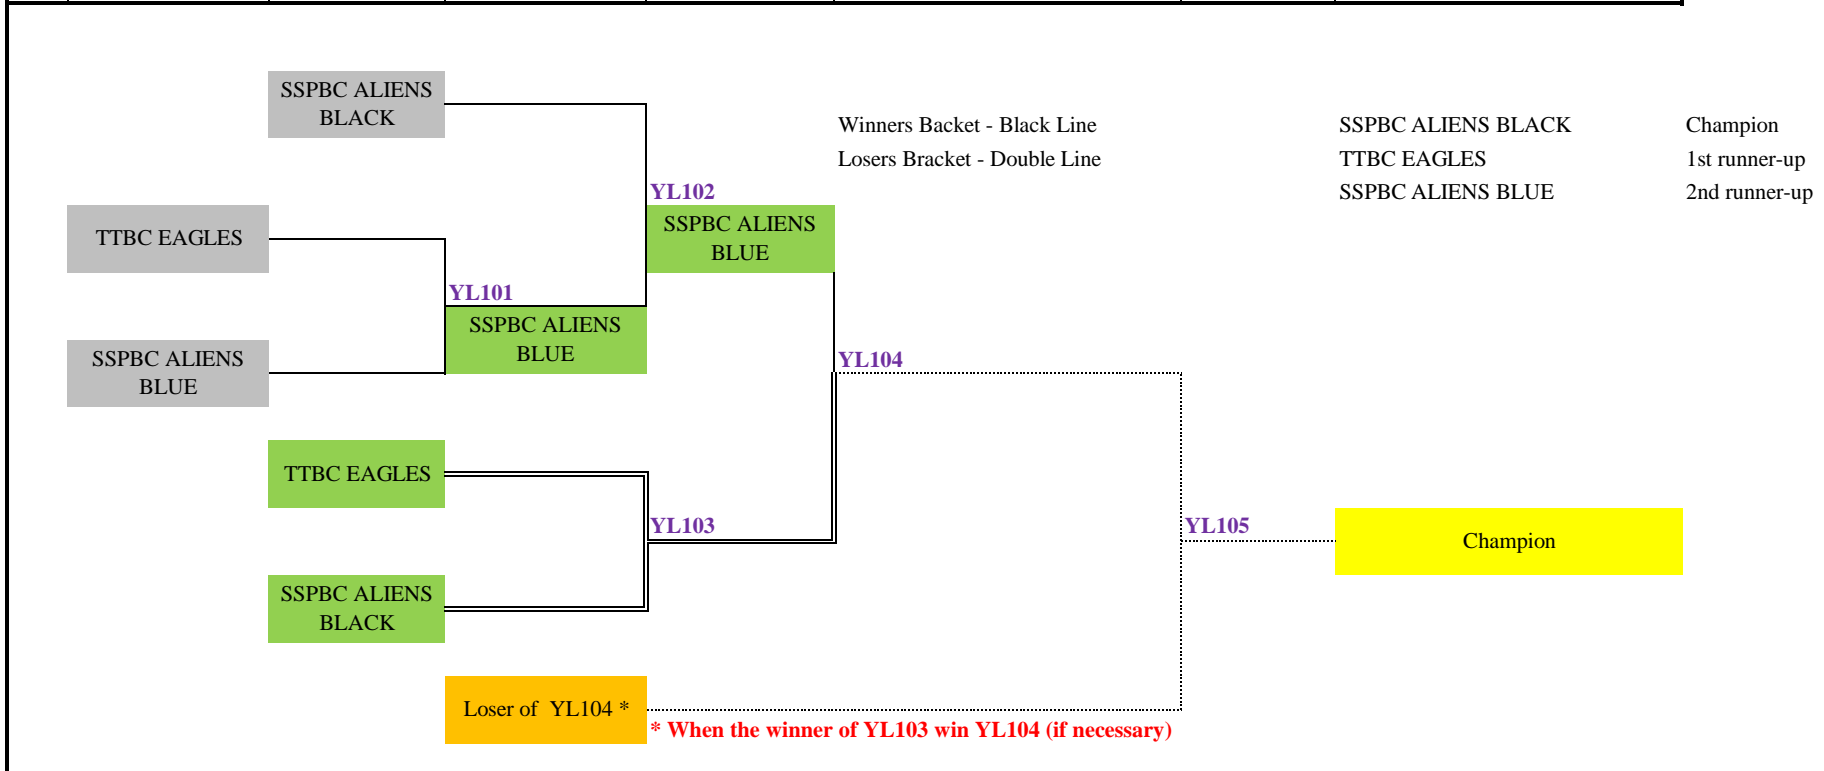 SSPBC ALIENS
BLACK
Winners Backet - Black Line
SSPBC ALIENS BLACK
Champion
Losers Bracket - Double Line
TTBC EAGLES
1st runner-up
YL102
SSPBC ALIENS BLUE
2nd runner-up
TTBC EAGLES
SSPBC ALIENS
BLUE
YL101
SSPBC ALIENS
BLUE
SSPBC ALIENS
BLUE
YL104
TTBC EAGLES
YL103
YL105
Champion
SSPBC ALIENS
BLACK
Loser of  YL104 *
* When the winner of YL103 win YL104 (if necessary)